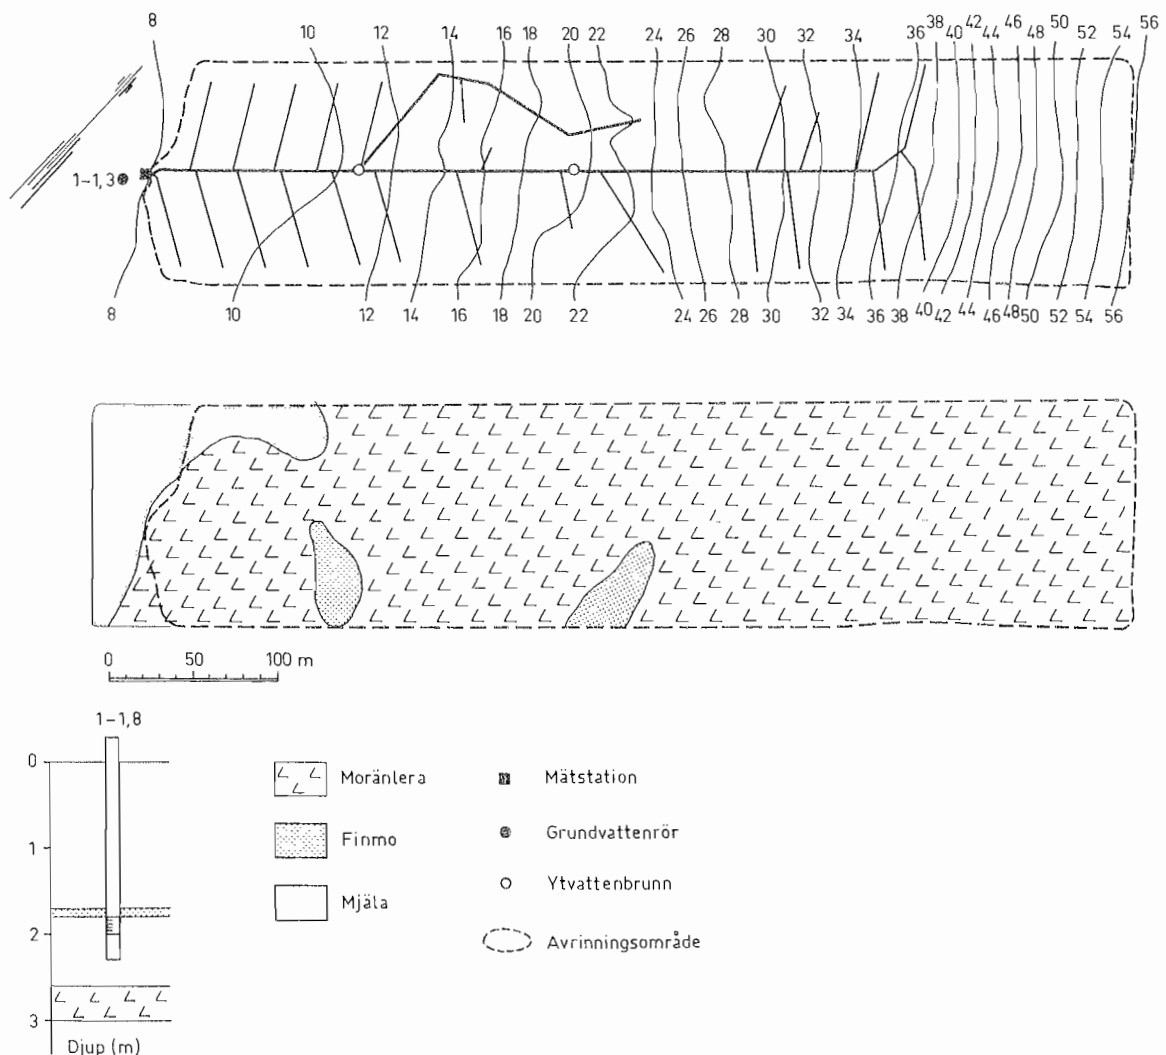 8 10 12 14 16 18 20 22 24 26 28 30 32 34 36 38 40 42 44 46 48 50 52 54 56
1-1,3
8 10 12 14 16 18 20 22 24 26 28 30 32 34 36 38 40 42 44 46 48 50 52 54 56
0 50 100 m
1-1,8
0
1
2
3
Djup (m)
Moränlera
Finmo
Mjäla
Mätstation
Grundvattenrör
Ytvattenbrunn
Avrinningsområde